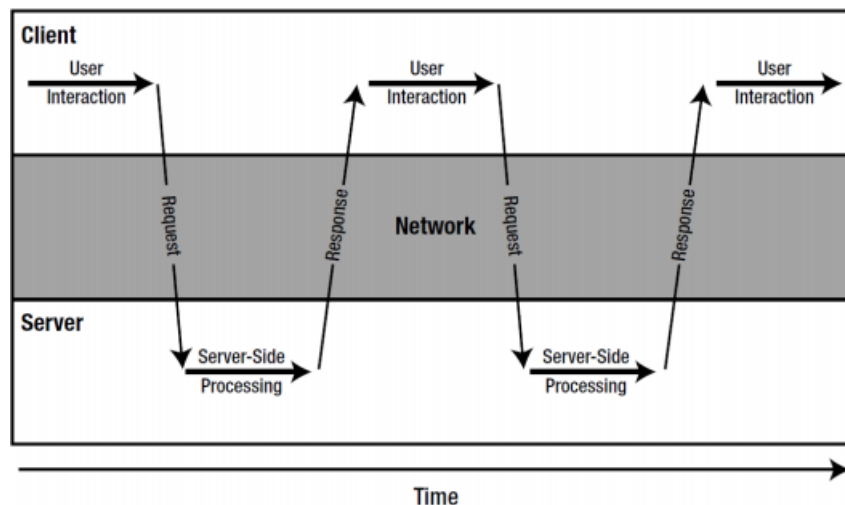 Client
User
Interaction
User
Interaction
User
Interaction
Request
Response
Network
Request
Response
Server
Server-Side
Processing
Server-Side
Processing
Time